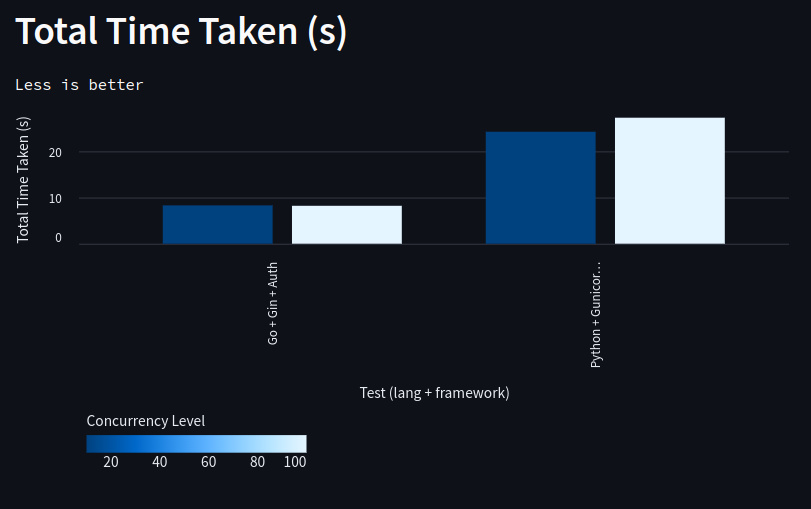 Total Time Taken (s)
Less is better
Total Time Taken (s)
20
10
0
Go + Gin + Auth
Python + Gunicor…
Test (lang + framework)
Concurrency Level
20 40 60 80 100